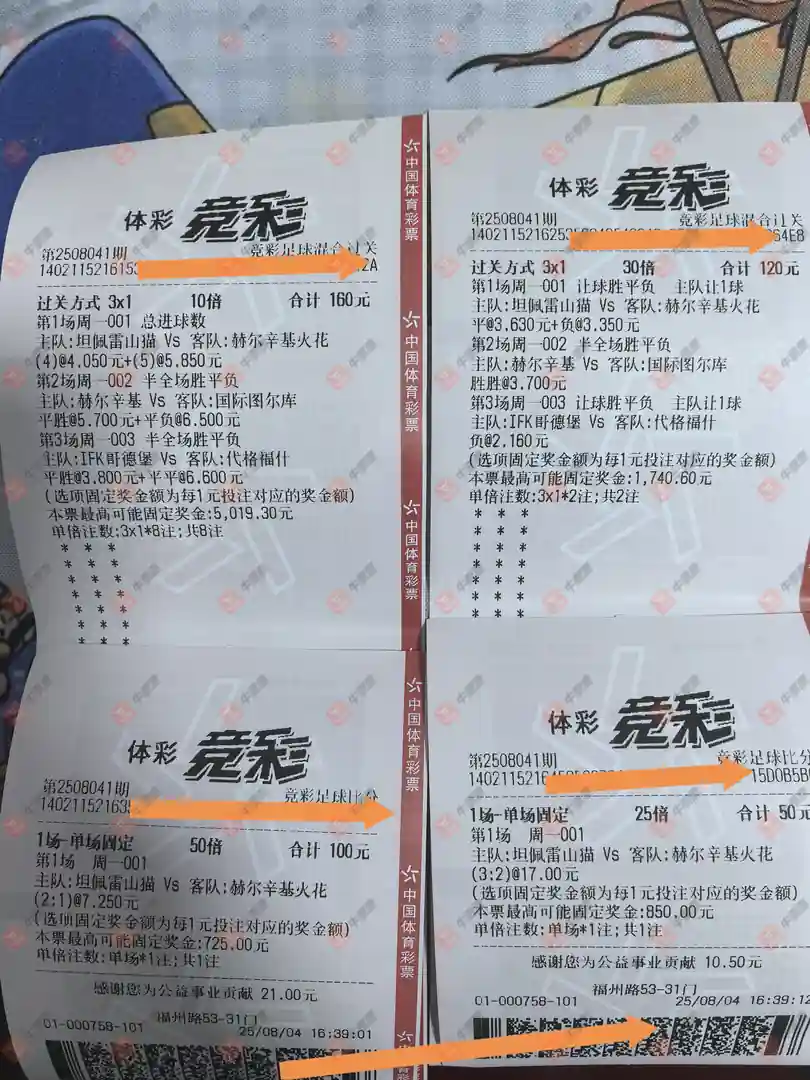 体彩 竞彩
第2508041期 竞彩足球混合过关
1402115216153 2A
过关方式 3x1 10倍 合计 160元
第1场周一001 总进球数
主队:坦佩雷山猫 Vs 客队:赫尔辛基火花
(4)@4.050元+(5)@5.850元
第2场周一002 半全场胜平负
主队:赫尔辛基 Vs 客队:国际图尔库
平胜@5.700元+平负@6.500元
第3场周一003 半全场胜平负
主队:IFK哥德堡 Vs 客队:代格福什
平胜@3.800元+平平@6.600元
(选项固定奖金额为每1元投注对应的奖金额)
本票最高可能固定奖金:5,019.30元
单倍注数:3x1*8注;共8注
* * *
* * *
* * *
* * *
* * *
* * *
* * *
中国体育彩票
中国体育彩票
中国体育彩票
体彩 竞彩
第2508041期 竞彩足球混合过关
1402115216253 64E8
过关方式 3x1 30倍 合计 120元
第1场周一001 让球胜平负 主队让1球
主队:坦佩雷山猫 Vs 客队:赫尔辛基火花
平@3.630元+负@3.350元
第2场周一002 半全场胜平负
主队:赫尔辛基 Vs 客队:国际图尔库
胜胜@3.700元
第3场周一003 让球胜平负 主队让1球
主队:IFK哥德堡 Vs 客队:代格福什
负@2.160元
(选项固定奖金额为每1元投注对应的奖金额)
本票最高可能固定奖金:1,740.60元
单倍注数:3x1*2注;共2注
* * *
* * *
* * *
* * *
* * *
* * *
* * *
体彩 竞彩
第2508041期 竞彩足球比分
140211521635
1场-单场固定 50倍 合计 100元
第1场 周一001
主队:坦佩雷山猫 Vs 客队:赫尔辛基火花
(2:1)@7.250元
(选项固定奖金额为每1元投注对应的奖金额)
本票最高可能固定奖金:725.00元
单倍注数:单场*1注;共1注
感谢您为公益事业贡献 21.00元
福州路53-31门
01-000758-101 25/08/04 16:39:01
中国体育彩票
中国体育彩票
体彩 竞彩
第2508041期 竞彩足球比分
140211521645 15D0B5B
1场-单场固定 25倍 合计 50元
第1场 周一001
主队:坦佩雷山猫 Vs 客队:赫尔辛基火花
(3:2)@17.00元
(选项固定奖金额为每1元投注对应的奖金额)
本票最高可能固定奖金:850.00元
单倍注数:单场*1注;共1注
感谢您为公益事业贡献 10.50元
福州路53-31门
01-000758-101 25/08/04 16:39:12